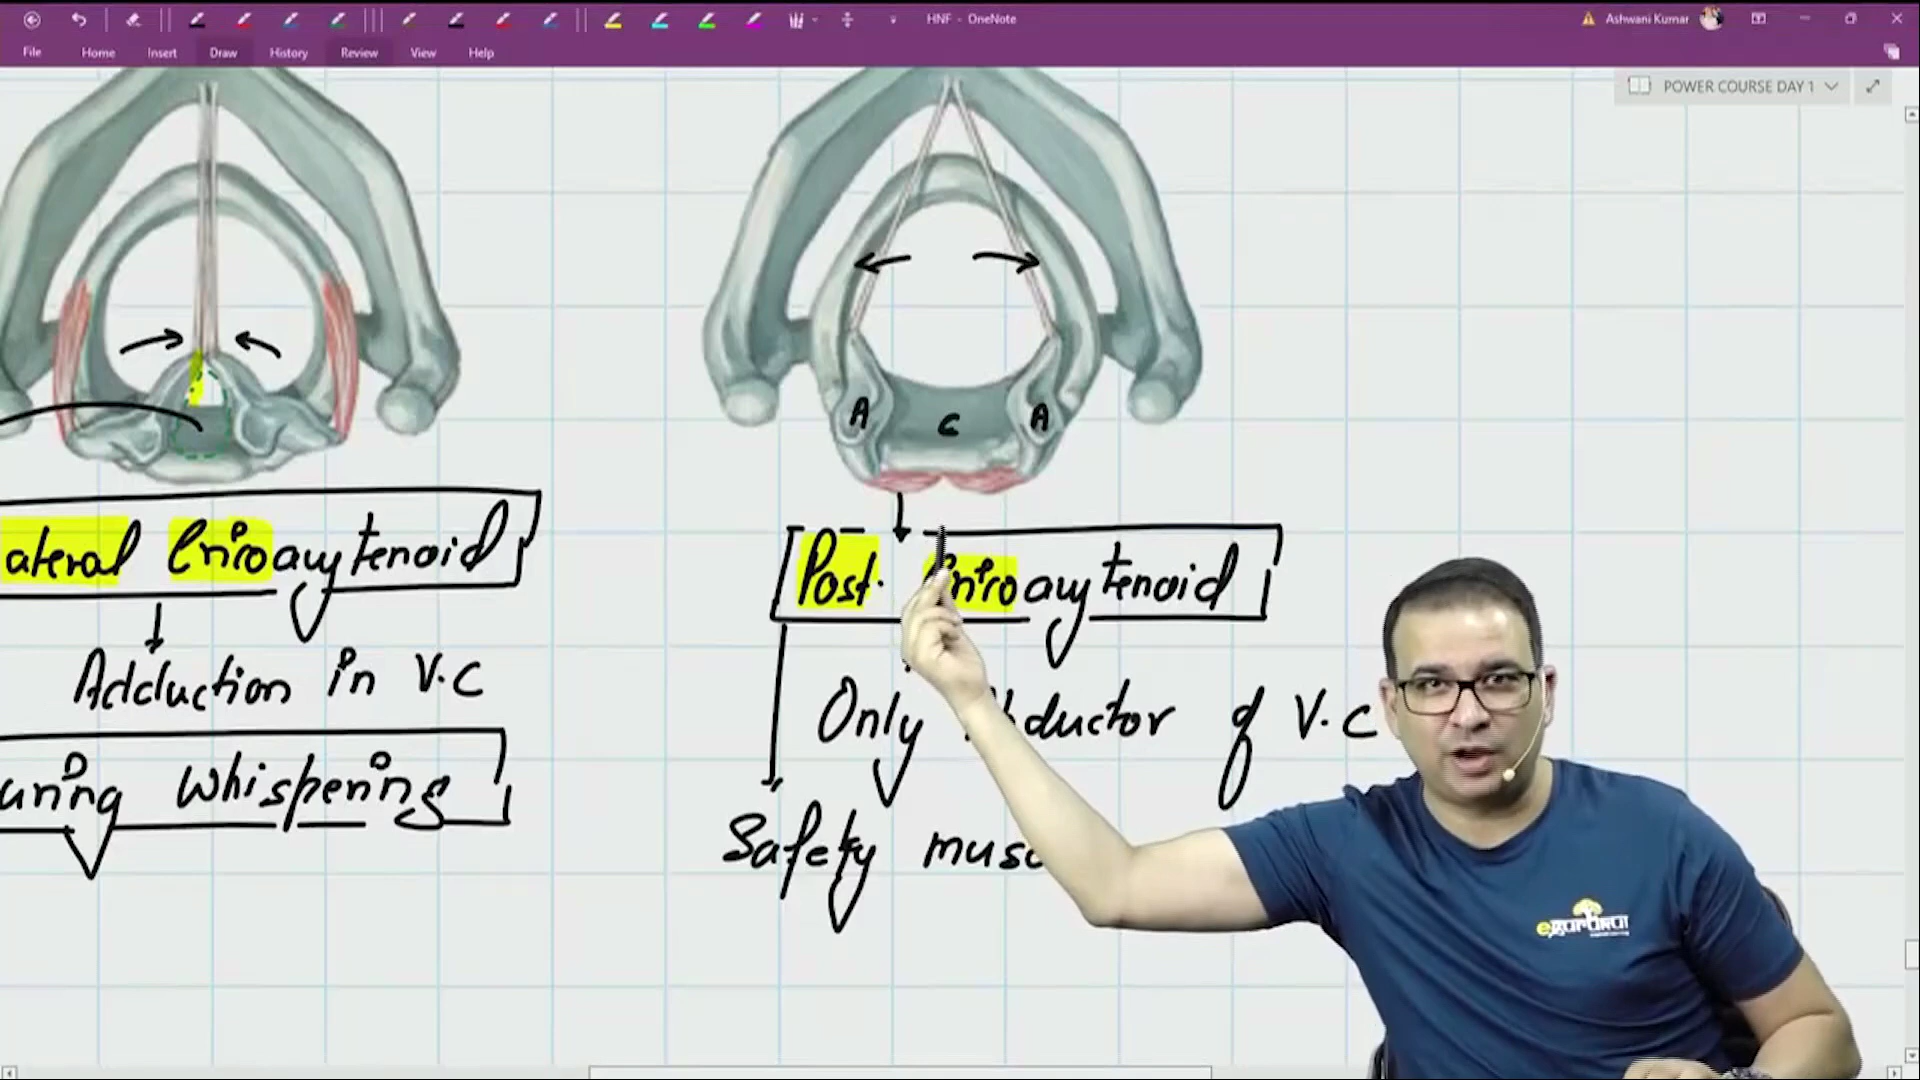 HNF - OneNote
Ashwani Kumar
File Home Insert Draw History Review View Help
POWER COURSE DAY 1
A C A
ateral Cricoarytenoid
Adduction in V.C
uring Whispering
Post. Cricoarytenoid
Only Abductor of V.C
Safety musc